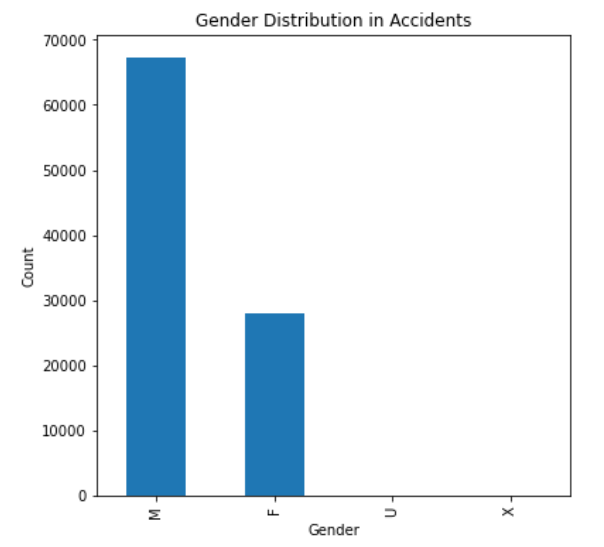 Gender Distribution in Accidents
70000
60000
50000
40000
30000
20000
10000
0
Count
M
F
U
X
Gender